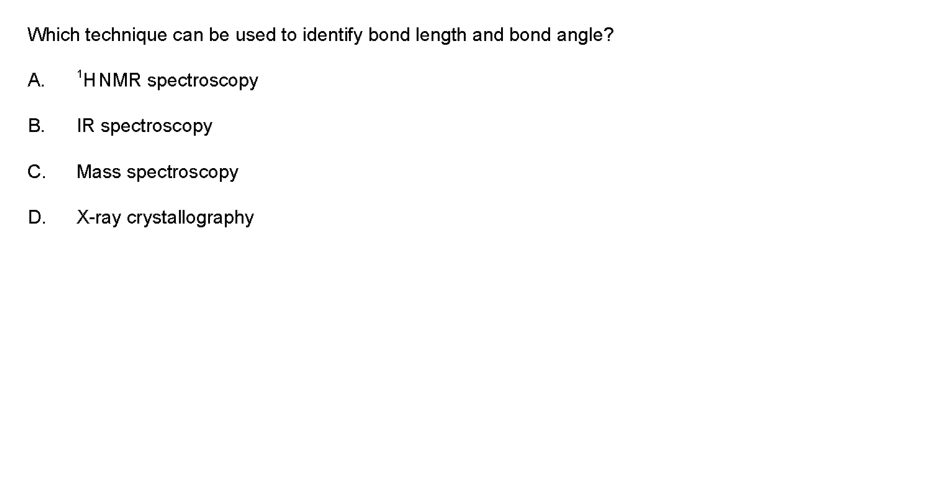 Which technique can be used to identify bond length and bond angle?
A. ¹H NMR spectroscopy
B. IR spectroscopy
C. Mass spectroscopy
D. X-ray crystallography